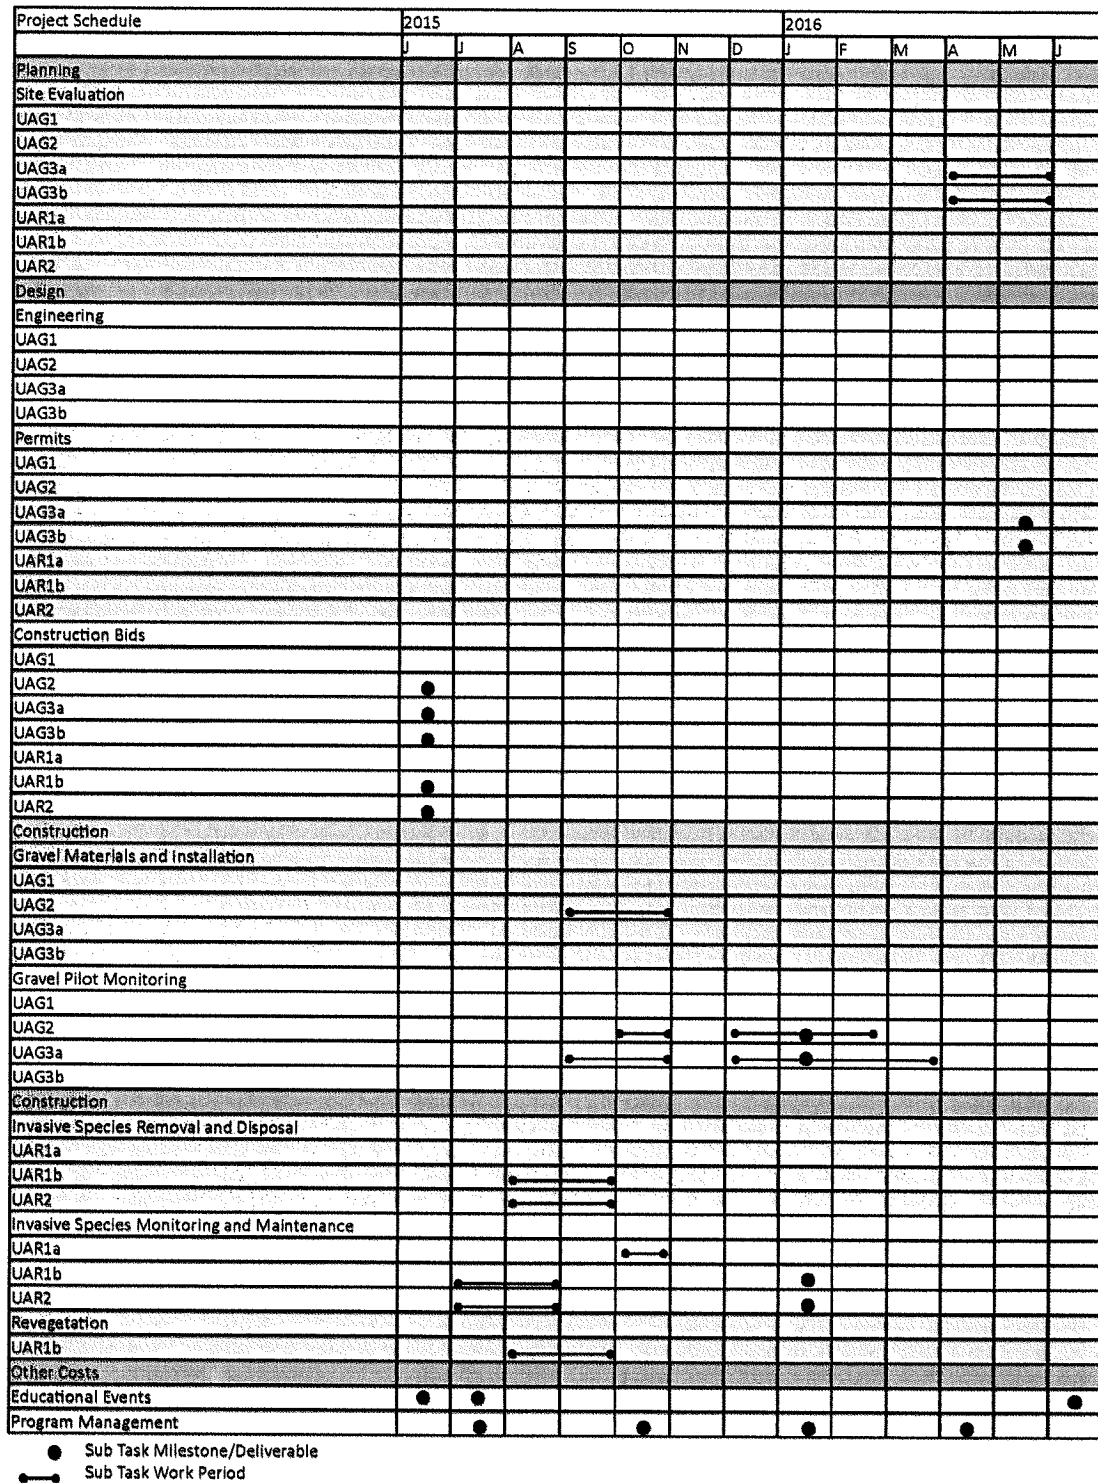 Project Schedule 2015 2016
J J A S O N D J F M A M J
Planning
Site Evaluation
UAG1
UAG2
UAG3a
UAG3b
UAR1a
UAR1b
UAR2
Design
Engineering
UAG1
UAG2
UAG3a
UAG3b
Permits
UAG1
UAG2
UAG3a
UAG3b
UAR1a
UAR1b
UAR2
Construction Bids
UAG1
UAG2
UAG3a
UAG3b
UAR1a
UAR1b
UAR2
Construction
Gravel Materials and Installation
UAG1
UAG2
UAG3a
UAG3b
Gravel Pilot Monitoring
UAG1
UAG2
UAG3a
UAG3b
Construction
Invasive Species Removal and Disposal
UAR1a
UAR1b
UAR2
Invasive Species Monitoring and Maintenance
UAR1a
UAR1b
UAR2
Revegetation
UAR1b
Other Costs
Educational Events
Program Management
Sub Task Milestone/Deliverable
Sub Task Work Period